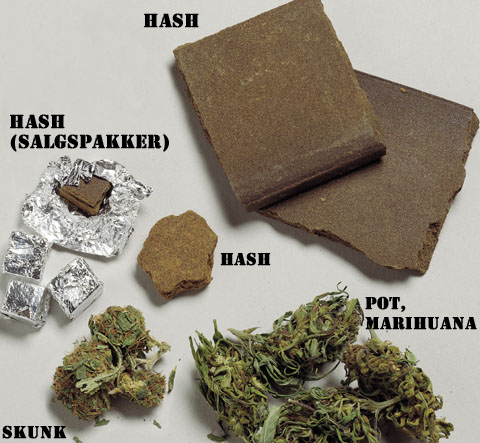 HASH
HASH
(SALGSPAKKER)
HASH
POT,
MARIHUANA
SKUNK